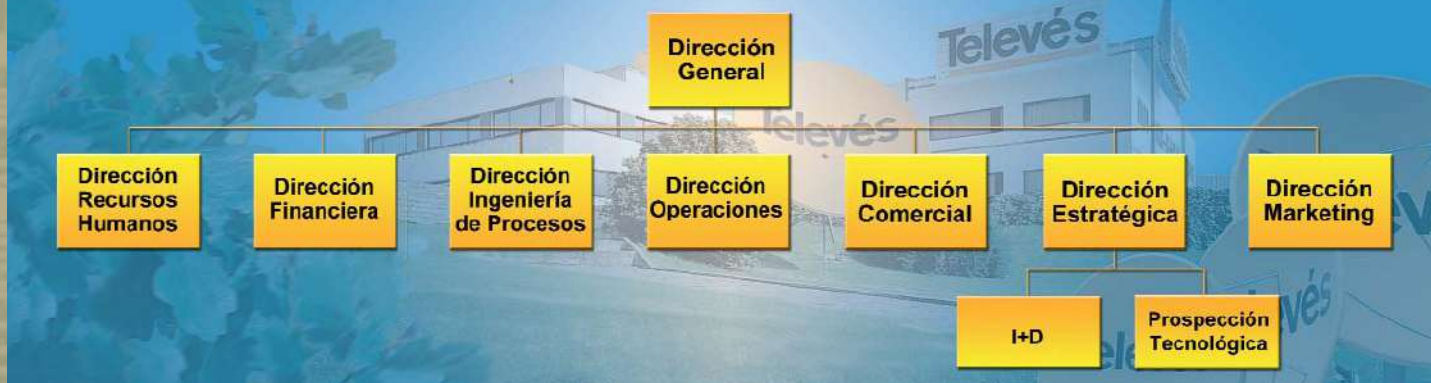 Dirección
General
Televés
Televés
Dirección
Recursos
Humanos
Dirección
Financiera
Dirección
Ingeniería
de Procesos
Dirección
Operaciones
Dirección
Comercial
Dirección
Estratégica
Dirección
Marketing
I+D
Prospección
Tecnológica